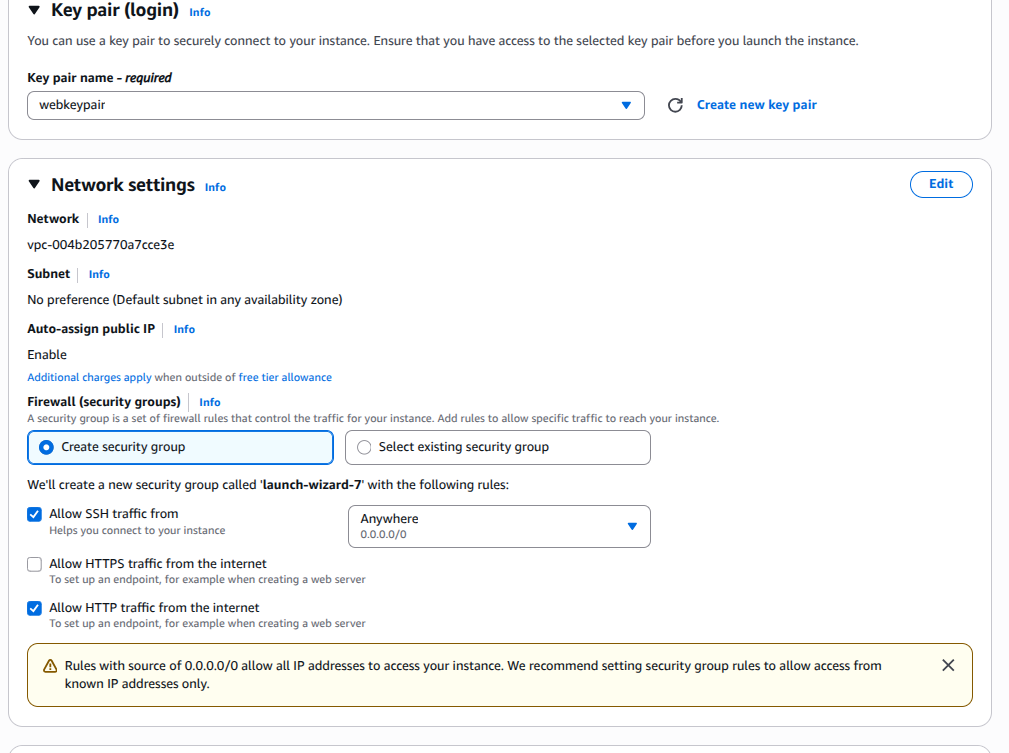 Key pair (login) Info
You can use a key pair to securely connect to your instance. Ensure that you have access to the selected key pair before you launch the instance.
Key pair name - required
webkeypair
Create new key pair
Network settings Info
Edit
Network Info
vpc-004b205770a7cce3e
Subnet Info
No preference (Default subnet in any availability zone)
Auto-assign public IP Info
Enable
Additional charges apply when outside of free tier allowance
Firewall (security groups) Info
A security group is a set of firewall rules that control the traffic for your instance. Add rules to allow specific traffic to reach your instance.
Create security group
Select existing security group
We'll create a new security group called 'launch-wizard-7' with the following rules:
Allow SSH traffic from
Helps you connect to your instance
Anywhere
0.0.0.0/0
Allow HTTPS traffic from the internet
To set up an endpoint, for example when creating a web server
Allow HTTP traffic from the internet
To set up an endpoint, for example when creating a web server
Rules with source of 0.0.0.0/0 allow all IP addresses to access your instance. We recommend setting security group rules to allow access from
known IP addresses only.